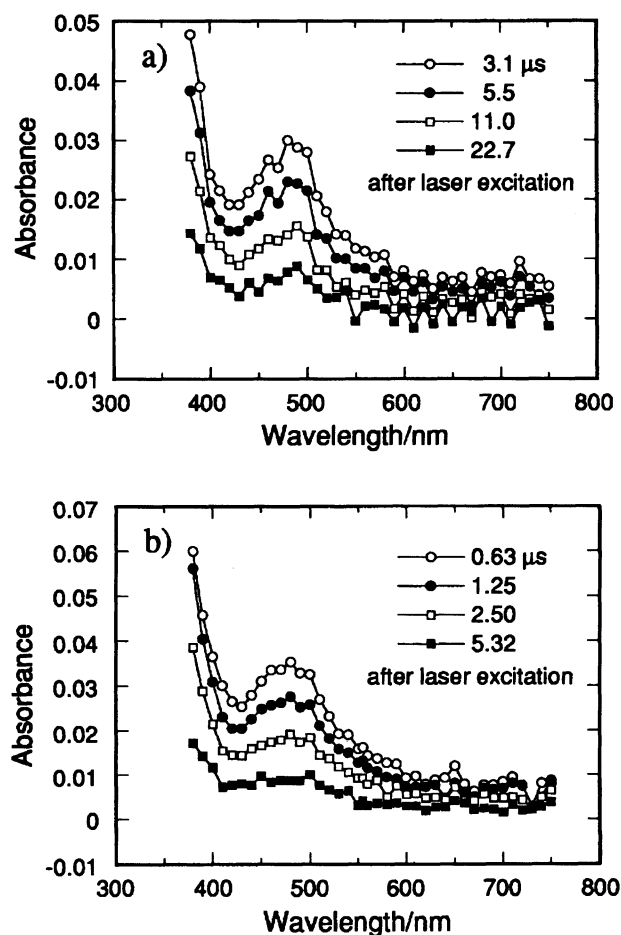 a)
0.05
0.04
0.03
0.02
0.01
0
-0.01
Absorbance
3.1 μs
5.5
11.0
22.7
after laser excitation
300 400 500 600 700 800
Wavelength/nm
b)
0.07
0.06
0.05
0.04
0.03
0.02
0.01
0
-0.01
Absorbance
0.63 μs
1.25
2.50
5.32
after laser excitation
300 400 500 600 700 800
Wavelength/nm